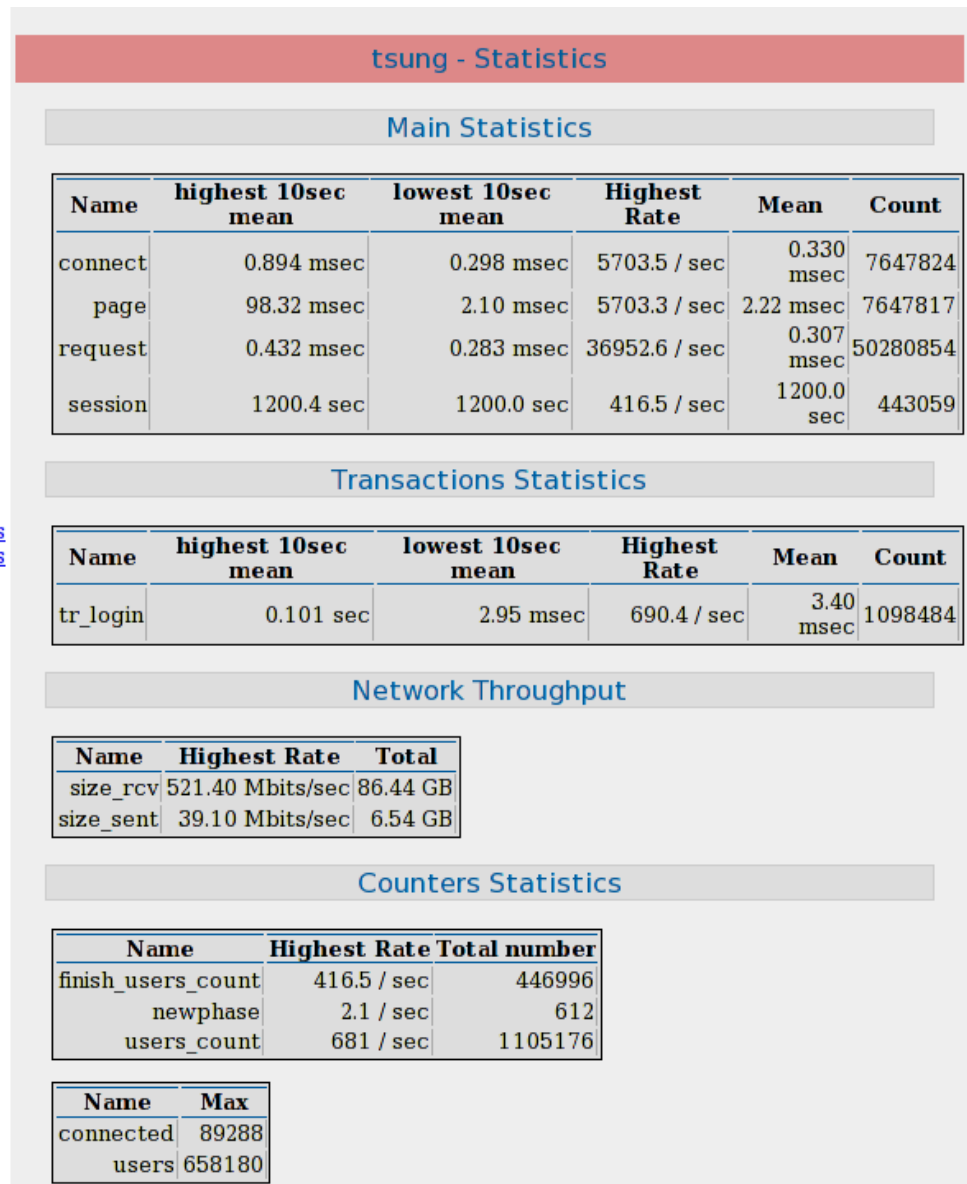 tsung - Statistics
Main Statistics
Name highest 10sec mean lowest 10sec mean Highest Rate Mean Count
connect 0.894 msec 0.298 msec 5703.5 / sec 0.330 msec 7647824
page 98.32 msec 2.10 msec 5703.3 / sec 2.22 msec 7647817
request 0.432 msec 0.283 msec 36952.6 / sec 0.307 msec 50280854
session 1200.4 sec 1200.0 sec 416.5 / sec 1200.0 sec 443059
Transactions Statistics
Name highest 10sec mean lowest 10sec mean Highest Rate Mean Count
tr_login 0.101 sec 2.95 msec 690.4 / sec 3.40 msec 1098484
Network Throughput
Name Highest Rate Total
size_rcv 521.40 Mbits/sec 86.44 GB
size_sent 39.10 Mbits/sec 6.54 GB
Counters Statistics
Name Highest Rate Total number
finish_users_count 416.5 / sec 446996
newphase 2.1 / sec 612
users_count 681 / sec 1105176
Name Max
connected 89288
users 658180